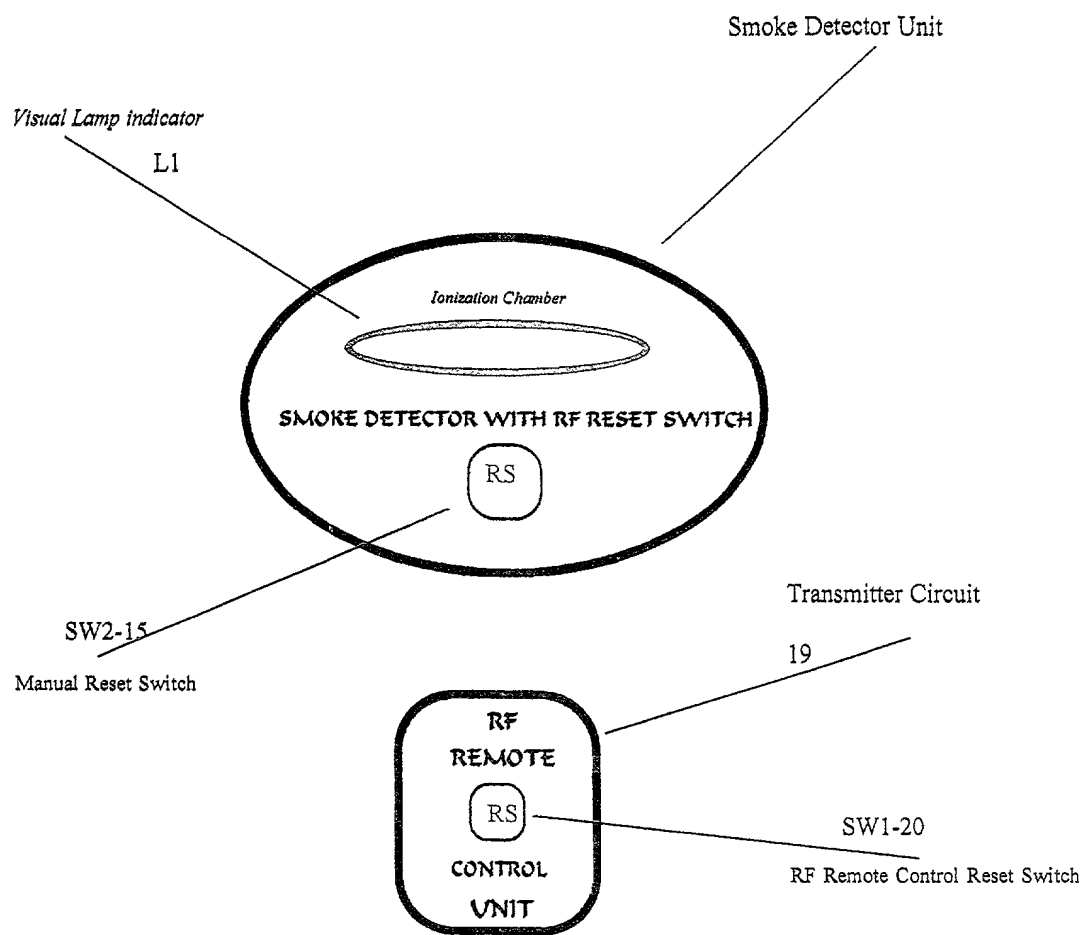 Smoke Detector Unit
Visual Lamp indicator
L1
Ionization Chamber
SMOKE DETECTOR WITH RF RESET SWITCH
RS
SW2-15
Manual Reset Switch
Transmitter Circuit
19
RF
REMOTE
RS
CONTROL
UNIT
SW1-20
RF Remote Control Reset Switch